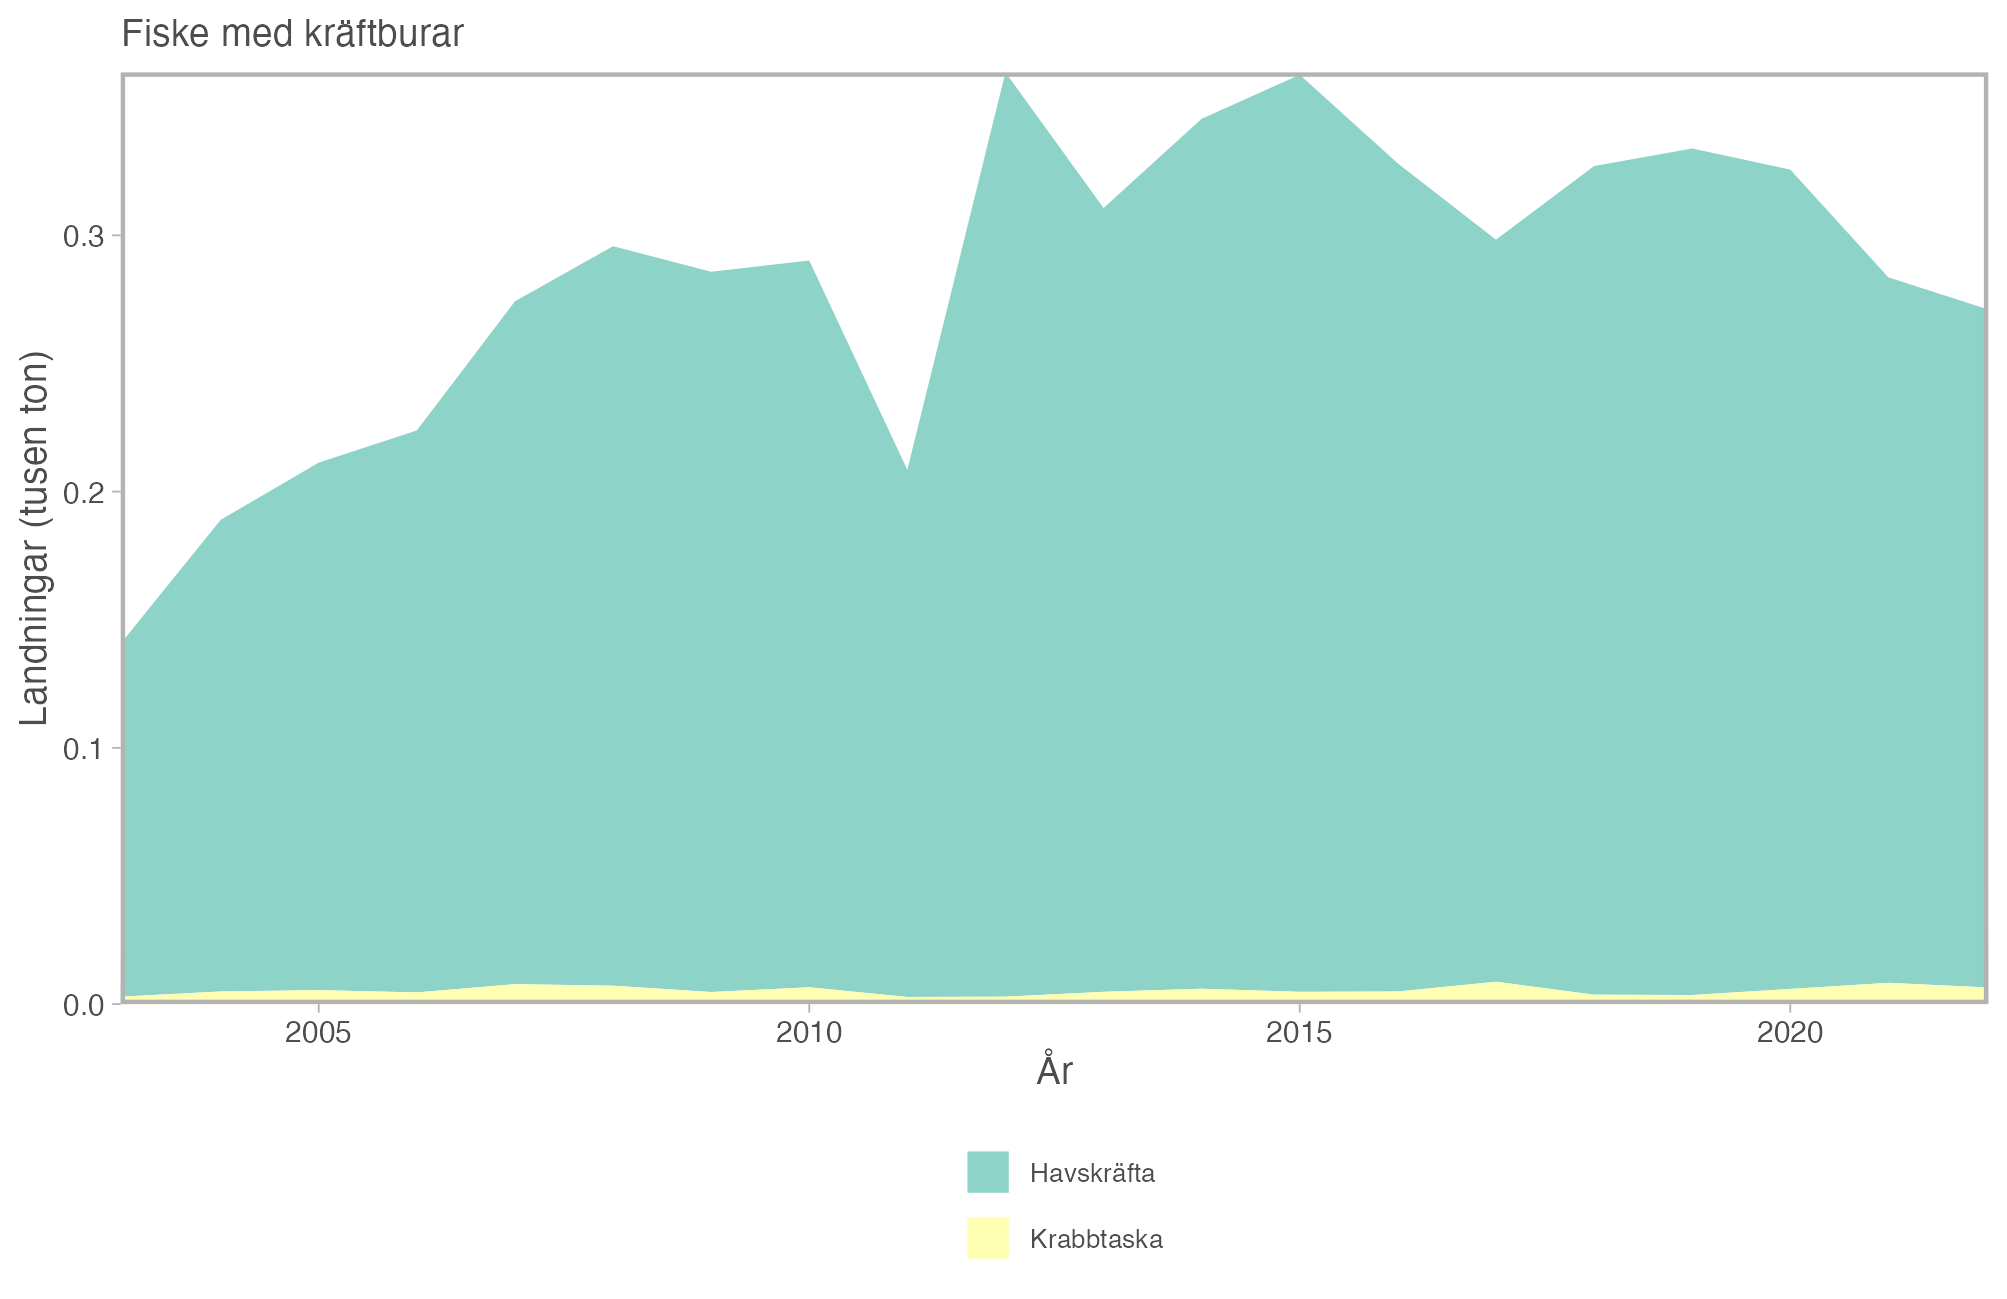 Fiske med kräftburar
Landningar (tusen ton)
0.3
0.2
0.1
0.0
2005 2010 2015 2020
År
Havskräfta
Krabbtaska